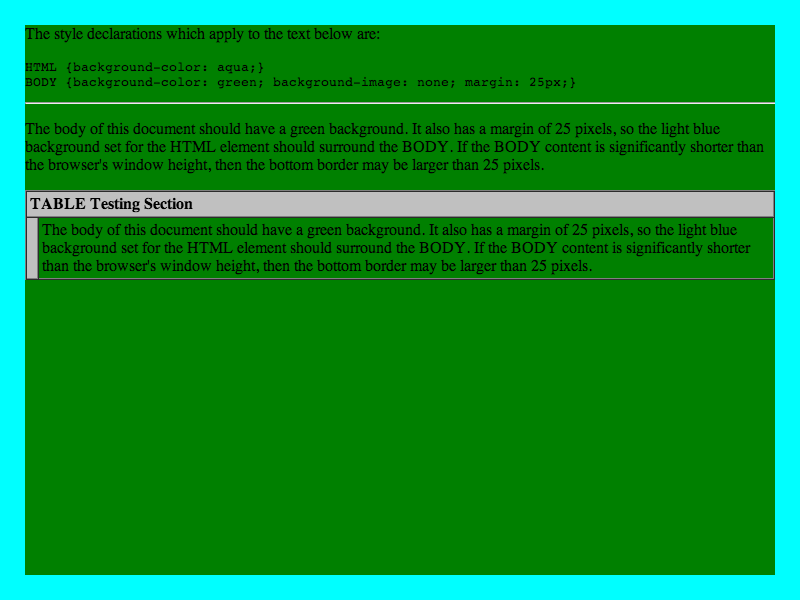 The style declarations which apply to the text below are:
HTML {background-color: aqua;}
BODY {background-color: green; background-image: none; margin: 25px;}
The body of this document should have a green background. It also has a margin of 25 pixels, so the light blue
background set for the HTML element should surround the BODY. If the BODY content is significantly shorter than
the browser's window height, then the bottom border may be larger than 25 pixels.
TABLE Testing Section
The body of this document should have a green background. It also has a margin of 25 pixels, so the light blue
background set for the HTML element should surround the BODY. If the BODY content is significantly shorter
than the browser's window height, then the bottom border may be larger than 25 pixels.